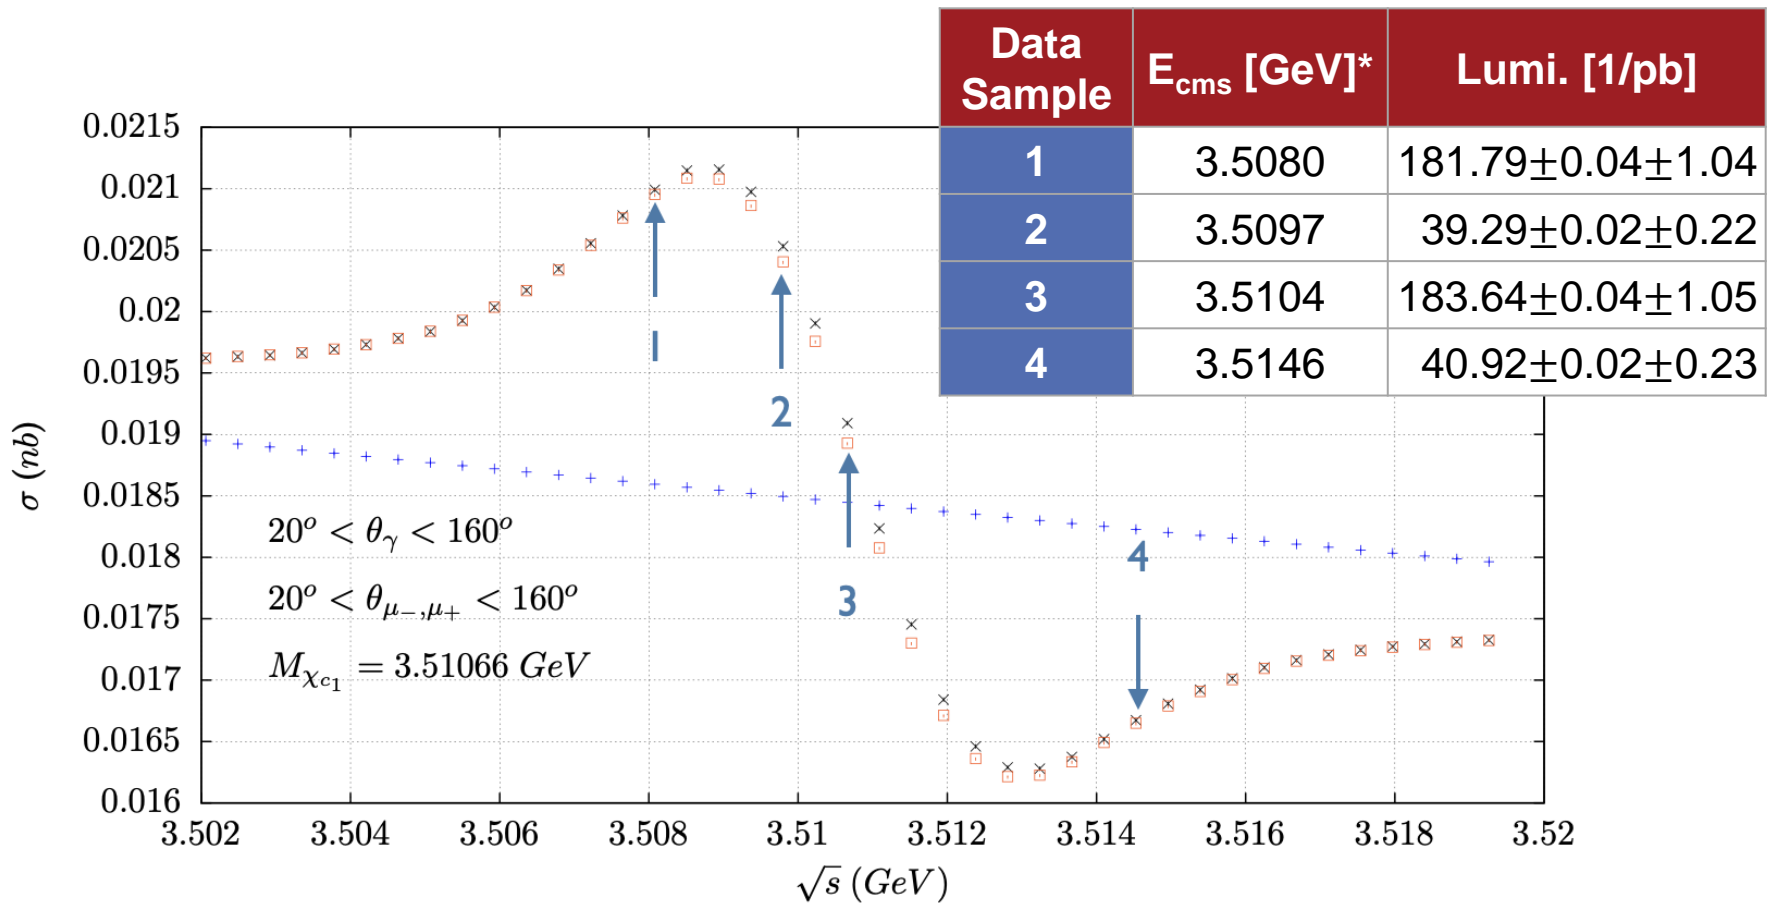 Data Sample E_cms [GeV]* Lumi. [1/pb]
1 3.5080 181.79±0.04±1.04
2 3.5097 39.29±0.02±0.22
3 3.5104 183.64±0.04±1.05
4 3.5146 40.92±0.02±0.23
0.0215
0.021
0.0205
0.02
0.0195
0.019
0.0185
0.018
0.0175
0.017
0.0165
0.016
σ (nb)
1
2
3
4
20° < θ_γ < 160°
20° < θ_μ−,μ+ < 160°
M_χc1 = 3.51066 GeV
3.502 3.504 3.506 3.508 3.51 3.512 3.514 3.516 3.518 3.52
√s (GeV)